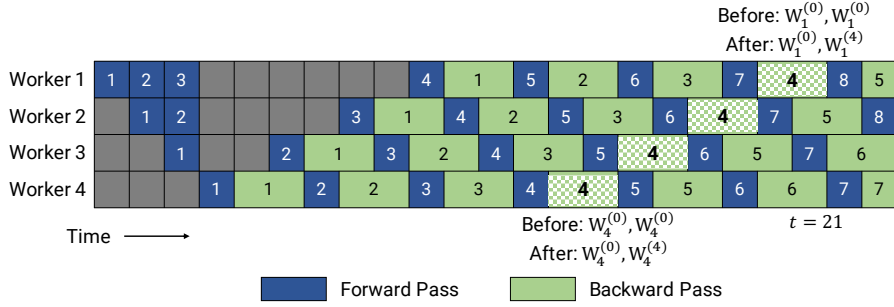 Before: W₁⁽⁰⁾, W₁⁽⁰⁾
After: W₁⁽⁰⁾, W₁⁽⁴⁾
Worker 1 1 2 3 4 1 5 2 6 3 7 4 8 5
Worker 2 1 2 3 1 4 2 5 3 6 4 7 5 8
Worker 3 1 2 1 3 2 4 3 5 4 6 5 7 6
Worker 4 1 1 2 2 3 3 4 4 5 5 6 6 7 7
Before: W₄⁽⁰⁾, W₄⁽⁰⁾
After: W₄⁽⁰⁾, W₄⁽⁴⁾
t = 21
Time
Forward Pass
Backward Pass